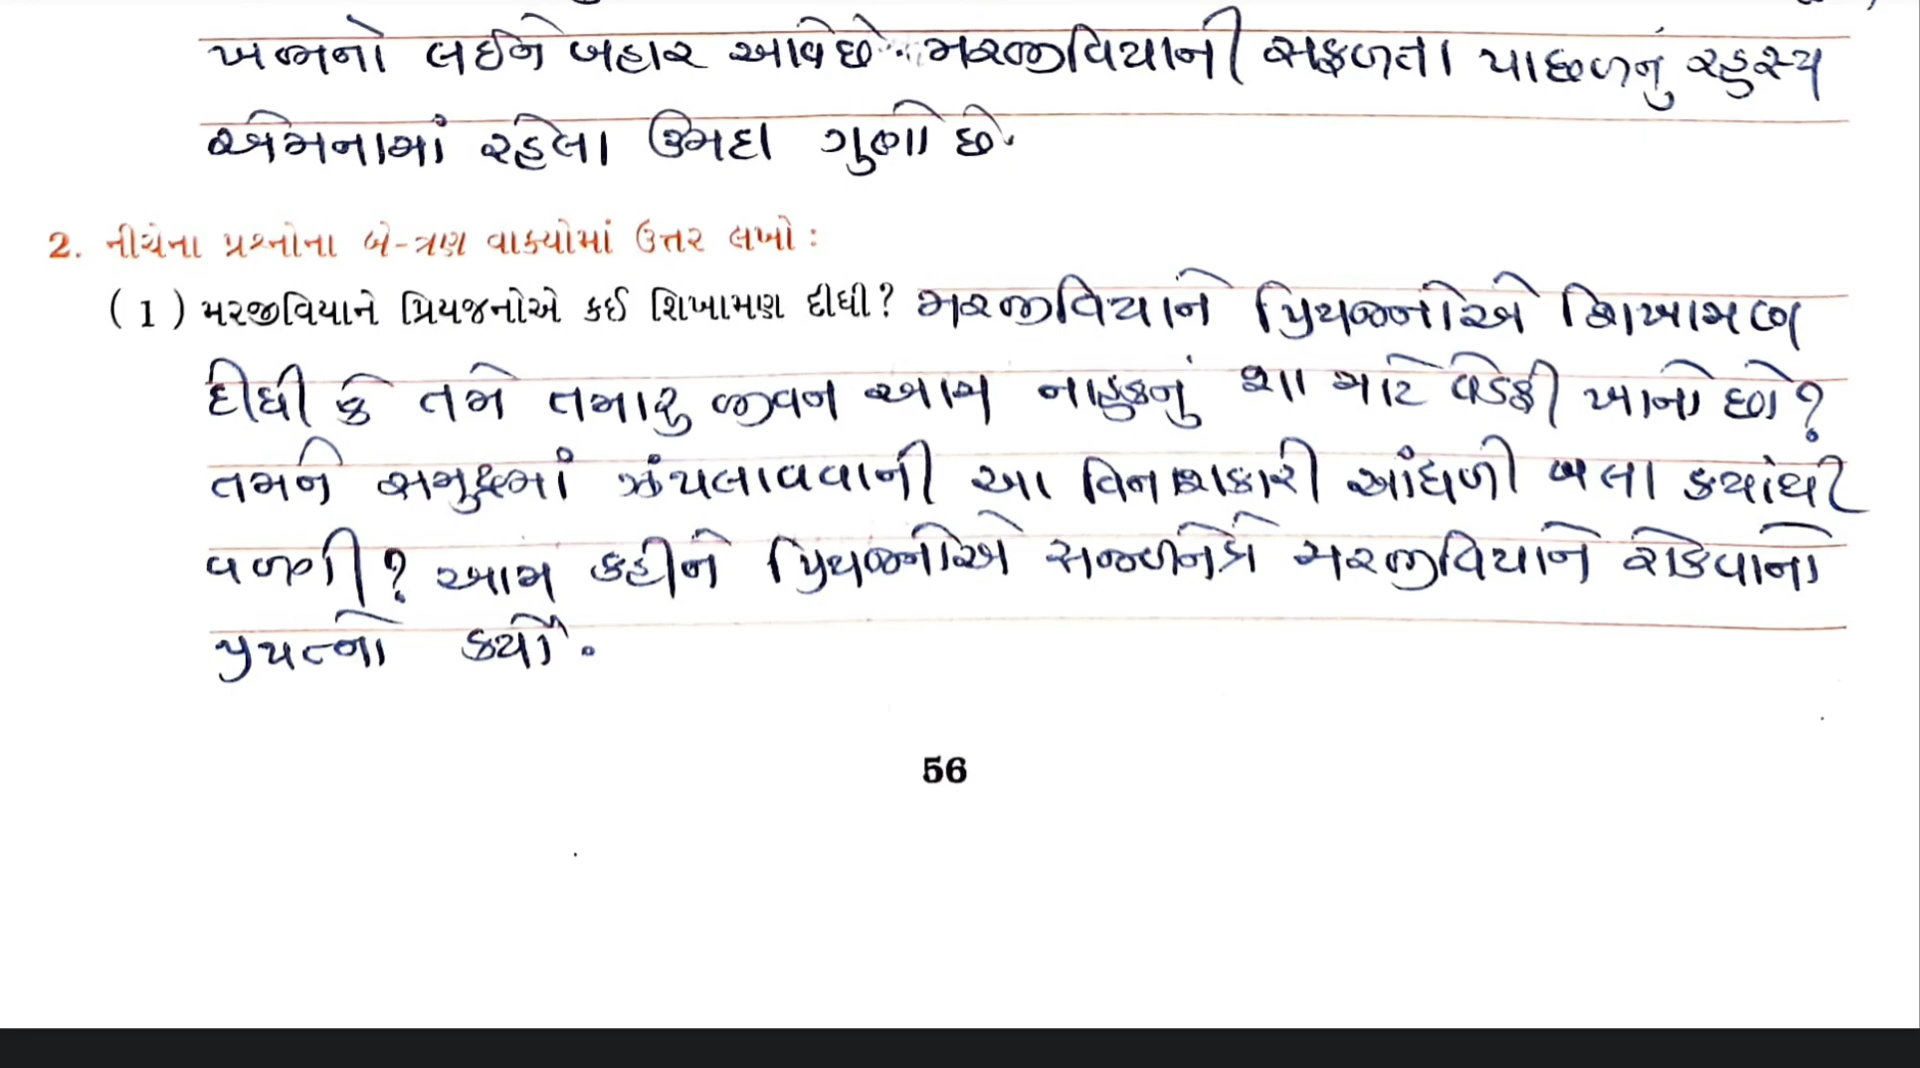 ખજાનો લઈને બહાર આવે છે. મરજીવિયાની સફળતા પાછળનું રહસ્ય
એમનામાં રહેલા ઉમદા ગુણો છે.
2. નીચેના પ્રશ્નોના બે-ત્રણ વાક્યોમાં ઉત્તર લખો :
(1) મરજીવિયાને પ્રિયજનોએ કઈ શિખામણ દીધી? મરજીવિયાને પ્રિયજનોએ શિખામણ
દીધી કે તમે તમારુ જીવન આમ નાહકનું શા માટે વેડફી ખાનો છો?
તમને સમુદ્રમાં ઝંપલાવવાની આ વિનાશકારી આંધળી બલા ક્યાંથી
વળગી? આમ કહીને પ્રિયજનોએ સજળનેત્રે મરજીવિયાને રોકવાનો
પ્રયત્નો કર્યો.
56